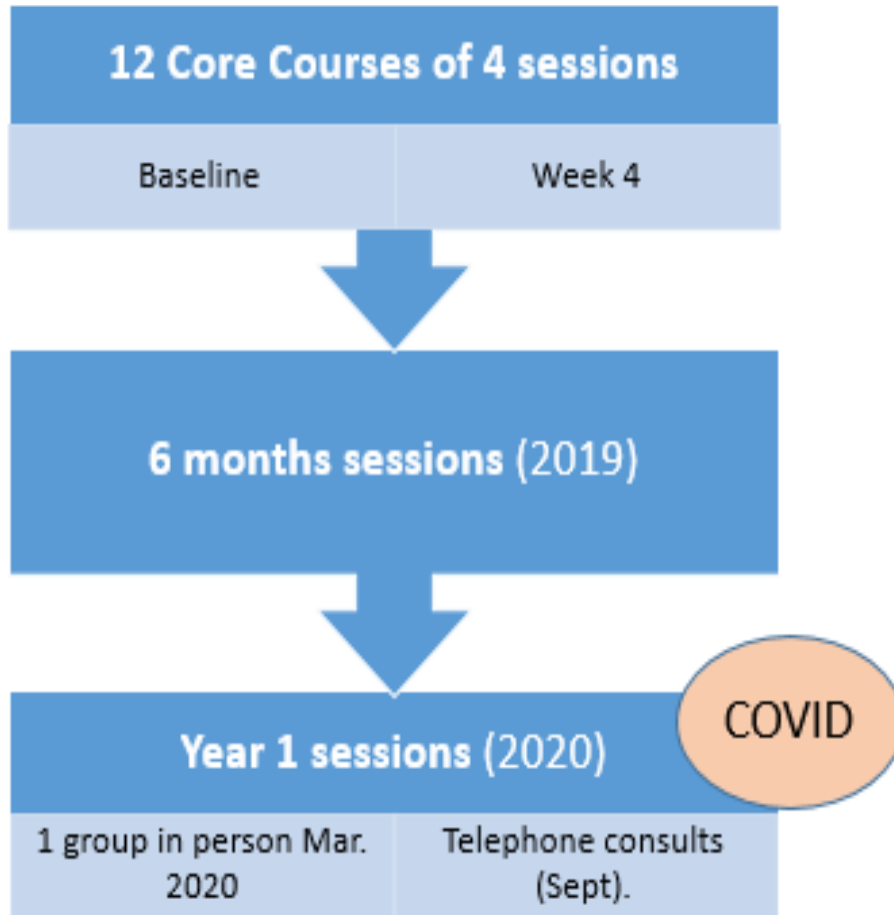 12 Core Courses of 4 sessions
Baseline
Week 4
6 months sessions (2019)
Year 1 sessions (2020)
COVID
1 group in person Mar.
2020
Telephone consults
(Sept).